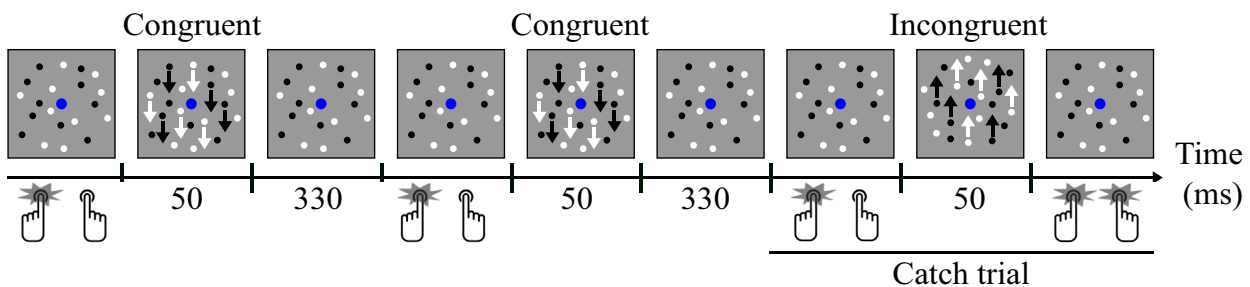 Congruent
Congruent
Incongruent
Time
(ms)
50
330
50
330
50
Catch trial